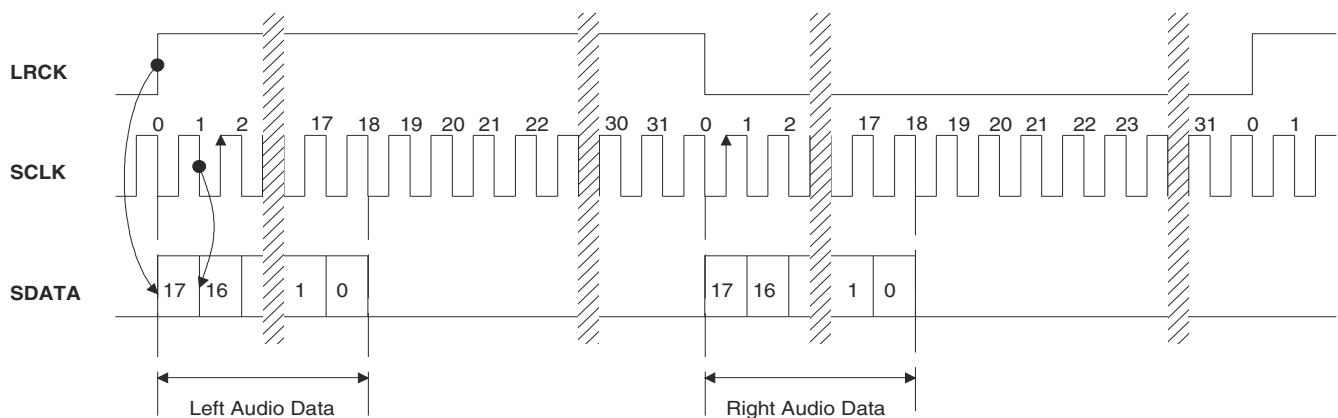 LRCK
0 1 2 17 18 19 20 21 22 30 31 0 1 2 17 18 19 20 21 22 23 31 0 1
SCLK
SDATA 17 16 1 0 17 16 1 0
Left Audio Data Right Audio Data